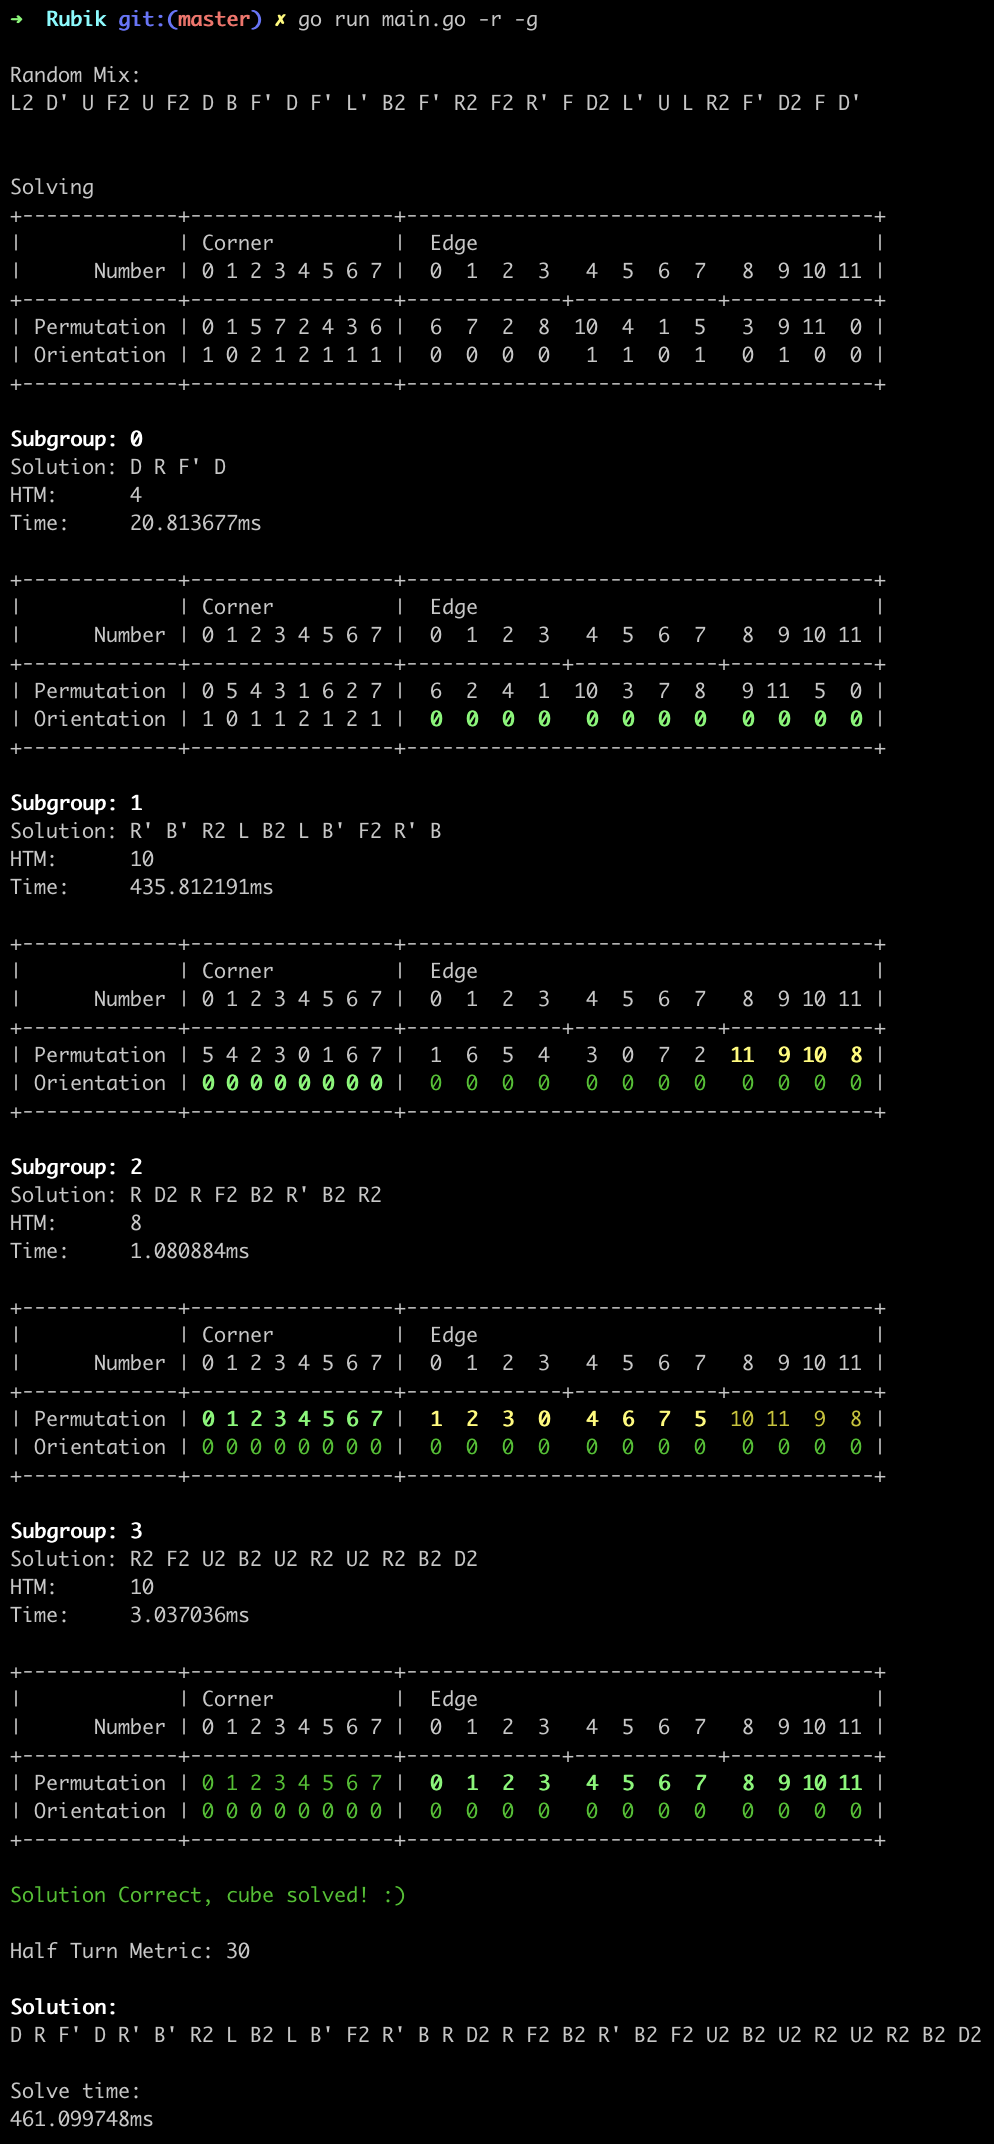 ➜  Rubik git:(master) ✗ go run main.go -r -g
Random Mix:
L2 D' U F2 U F2 D B F' D F' L' B2 F' R2 F2 R' F D2 L' U L R2 F' D2 F D'
Solving
+-------------+-----------------+---------------------------------------+
|             | Corner          |  Edge                                 |
|      Number | 0 1 2 3 4 5 6 7 |  0  1  2  3   4  5  6  7   8  9 10 11 |
+-------------+-----------------+-------------+------------+------------+
| Permutation | 0 1 5 7 2 4 3 6 |  6  7  2  8  10  4  1  5   3  9 11  0 |
| Orientation | 1 0 2 1 2 1 1 1 |  0  0  0  0   1  1  0  1   0  1  0  0 |
+-------------+-----------------+---------------------------------------+
Subgroup: 0
Solution: D R F' D
HTM:      4
Time:     20.813677ms
+-------------+-----------------+---------------------------------------+
|             | Corner          |  Edge                                 |
|      Number | 0 1 2 3 4 5 6 7 |  0  1  2  3   4  5  6  7   8  9 10 11 |
+-------------+-----------------+-------------+------------+------------+
| Permutation | 0 5 4 3 1 6 2 7 |  6  2  4  1  10  3  7  8   9 11  5  0 |
| Orientation | 1 0 1 1 2 1 2 1 |  0  0  0  0   0  0  0  0   0  0  0  0 |
+-------------+-----------------+---------------------------------------+
Subgroup: 1
Solution: R' B' R2 L B2 L B' F2 R' B
HTM:      10
Time:     435.812191ms
+-------------+-----------------+---------------------------------------+
|             | Corner          |  Edge                                 |
|      Number | 0 1 2 3 4 5 6 7 |  0  1  2  3   4  5  6  7   8  9 10 11 |
+-------------+-----------------+-------------+------------+------------+
| Permutation | 5 4 2 3 0 1 6 7 |  1  6  5  4   3  0  7  2  11  9 10  8 |
| Orientation | 0 0 0 0 0 0 0 0 |  0  0  0  0   0  0  0  0   0  0  0  0 |
+-------------+-----------------+---------------------------------------+
Subgroup: 2
Solution: R D2 R F2 B2 R' B2 R2
HTM:      8
Time:     1.080884ms
+-------------+-----------------+---------------------------------------+
|             | Corner          |  Edge                                 |
|      Number | 0 1 2 3 4 5 6 7 |  0  1  2  3   4  5  6  7   8  9 10 11 |
+-------------+-----------------+-------------+------------+------------+
| Permutation | 0 1 2 3 4 5 6 7 |  1  2  3  0   4  6  7  5  10 11  9  8 |
| Orientation | 0 0 0 0 0 0 0 0 |  0  0  0  0   0  0  0  0   0  0  0  0 |
+-------------+-----------------+---------------------------------------+
Subgroup: 3
Solution: R2 F2 U2 B2 U2 R2 U2 R2 B2 D2
HTM:      10
Time:     3.037036ms
+-------------+-----------------+---------------------------------------+
|             | Corner          |  Edge                                 |
|      Number | 0 1 2 3 4 5 6 7 |  0  1  2  3   4  5  6  7   8  9 10 11 |
+-------------+-----------------+-------------+------------+------------+
| Permutation | 0 1 2 3 4 5 6 7 |  0  1  2  3   4  5  6  7   8  9 10 11 |
| Orientation | 0 0 0 0 0 0 0 0 |  0  0  0  0   0  0  0  0   0  0  0  0 |
+-------------+-----------------+---------------------------------------+
Solution Correct, cube solved! :)
Half Turn Metric: 30
Solution:
D R F' D R' B' R2 L B2 L B' F2 R' B R D2 R F2 B2 R' B2 F2 U2 B2 U2 R2 U2 R2 B2 D2
Solve time:
461.099748ms